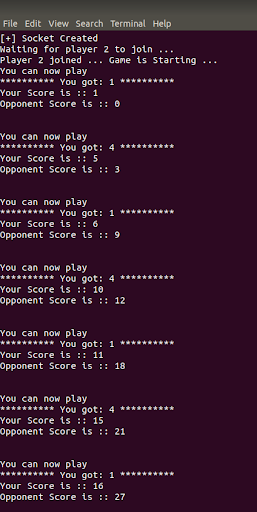 File Edit View Search Terminal Help
[+] Socket Created
Waiting for player 2 to join ...
Player 2 joined ... Game is Starting ...
You can now play
********** You got: 1 **********
Your Score is :: 1
Opponent Score is :: 0
You can now play
********** You got: 4 **********
Your Score is :: 5
Opponent Score is :: 3
You can now play
********** You got: 1 **********
Your Score is :: 6
Opponent Score is :: 9
You can now play
********** You got: 4 **********
Your Score is :: 10
Opponent Score is :: 12
You can now play
********** You got: 1 **********
Your Score is :: 11
Opponent Score is :: 18
You can now play
********** You got: 4 **********
Your Score is :: 15
Opponent Score is :: 21
You can now play
********** You got: 1 **********
Your Score is :: 16
Opponent Score is :: 27